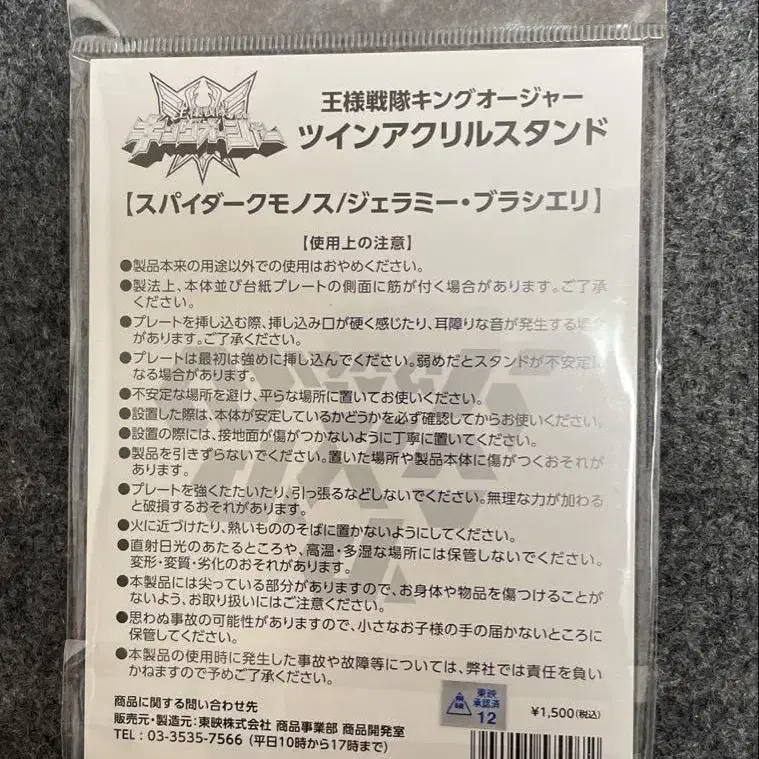 王様戦隊
キングオージャー
王様戦隊キングオージャー
ツインアクリルスタンド
【スパイダークモノス/ジェラミー・ブラシエリ】
【使用上の注意】
●製品本来の用途以外での使用はおやめください。
●製法上、本体並び台紙プレートの側面に筋が付く場合があります。ご了承
ください。
●プレートを挿し込む際、挿し込み口が硬く感じたり、耳障りな音が発生する場合
があります。ご了承ください。
●プレートは最初は強めに挿し込んでください。弱めだとスタンドが不安定に
なる場合があります。
●不安定な場所を避け、平らな場所に置いてお使いください。
●設置した際は、本体が安定しているかどうかを必ず確認してからお使いください。
●設置の際には、接地面が傷がつかないように丁寧に置いてください。
●製品を引きずらないでください。置いた場所や製品本体に傷がつくおそれが
あります。
●プレートを強くたたいたり、引っ張るなどしないでください。無理な力が加わる
と破損するおそれがあります。
●火に近づけたり、熱いもののそばに置かないようにしてください。
●直射日光のあたるところや、高温・多湿な場所には保管しないでください。
変形・変質・劣化のおそれがあります。
●本製品には尖っている部分がありますので、お身体や物品を傷つけることが
ないよう、お取り扱いにはご注意ください。
●思わぬ事故の可能性がありますので、小さなお子様の手の届かないところに
保管してください。
●本製品の使用時に発生した事故や故障等については、弊社では責任を負い
かねますので予めご了承ください。
商品に関する問い合わせ先
販売元・製造元:東映株式会社 商品事業部 商品開発室
TEL : 03-3535-7566 (平日10時から17時まで)
東映
承認済
12
¥1,500(税込)